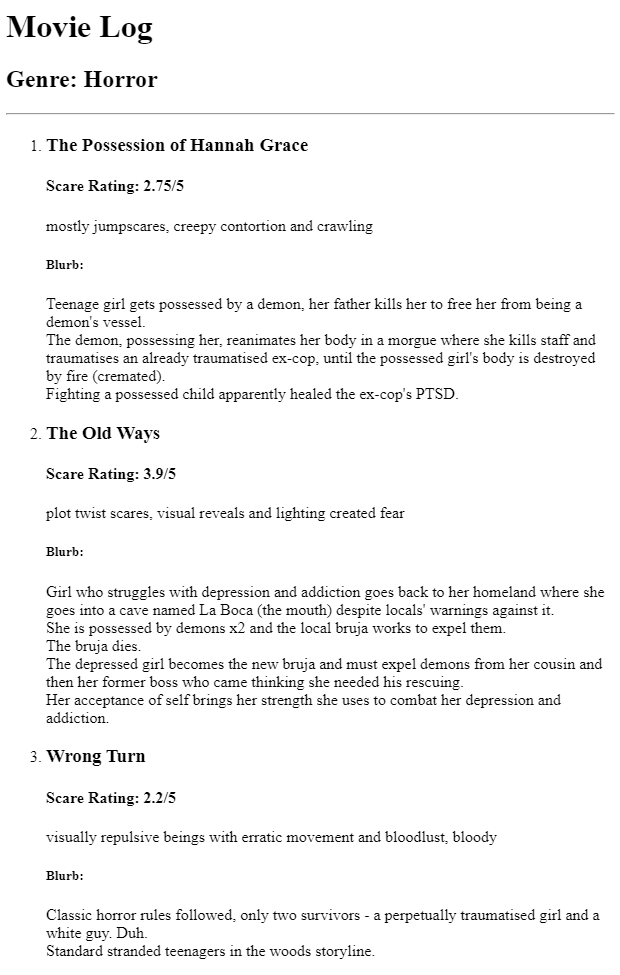 Movie Log
Genre: Horror
1. The Possession of Hannah Grace
Scare Rating: 2.75/5
mostly jumpscares, creepy contortion and crawling
Blurb:
Teenage girl gets possessed by a demon, her father kills her to free her from being a
demon's vessel.
The demon, possessing her, reanimates her body in a morgue where she kills staff and
traumatises an already traumatised ex-cop, until the possessed girl's body is destroyed
by fire (cremated).
Fighting a possessed child apparently healed the ex-cop's PTSD.
2. The Old Ways
Scare Rating: 3.9/5
plot twist scares, visual reveals and lighting created fear
Blurb:
Girl who struggles with depression and addiction goes back to her homeland where she
goes into a cave named La Boca (the mouth) despite locals' warnings against it.
She is possessed by demons x2 and the local bruja works to expel them.
The bruja dies.
The depressed girl becomes the new bruja and must expel demons from her cousin and
then her former boss who came thinking she needed his rescuing.
Her acceptance of self brings her strength she uses to combat her depression and
addiction.
3. Wrong Turn
Scare Rating: 2.2/5
visually repulsive beings with erratic movement and bloodlust, bloody
Blurb:
Classic horror rules followed, only two survivors - a perpetually traumatised girl and a
white guy. Duh.
Standard stranded teenagers in the woods storyline.